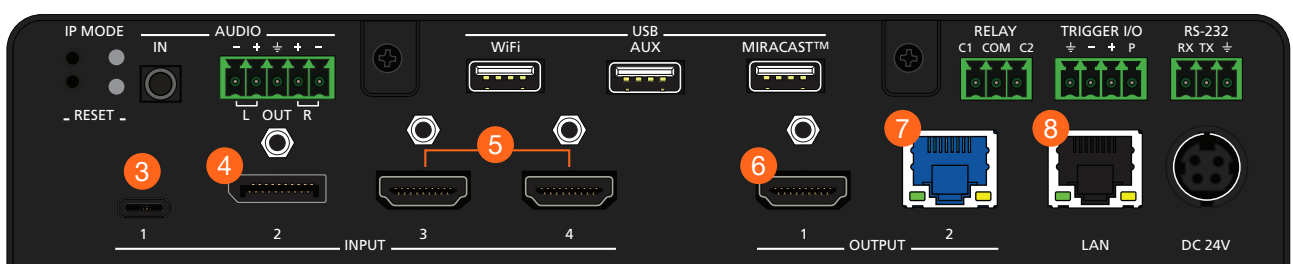 IP MODE AUDIO USB RELAY TRIGGER I/O RS-232
IN - + ⏚ + - WiFi AUX MIRACAST™ C1 COM C2 ⏚ - + P RX TX ⏚
RESET L OUT R
3 4 5 6 7 8
1 2 3 4 1 2
INPUT OUTPUT LAN DC 24V